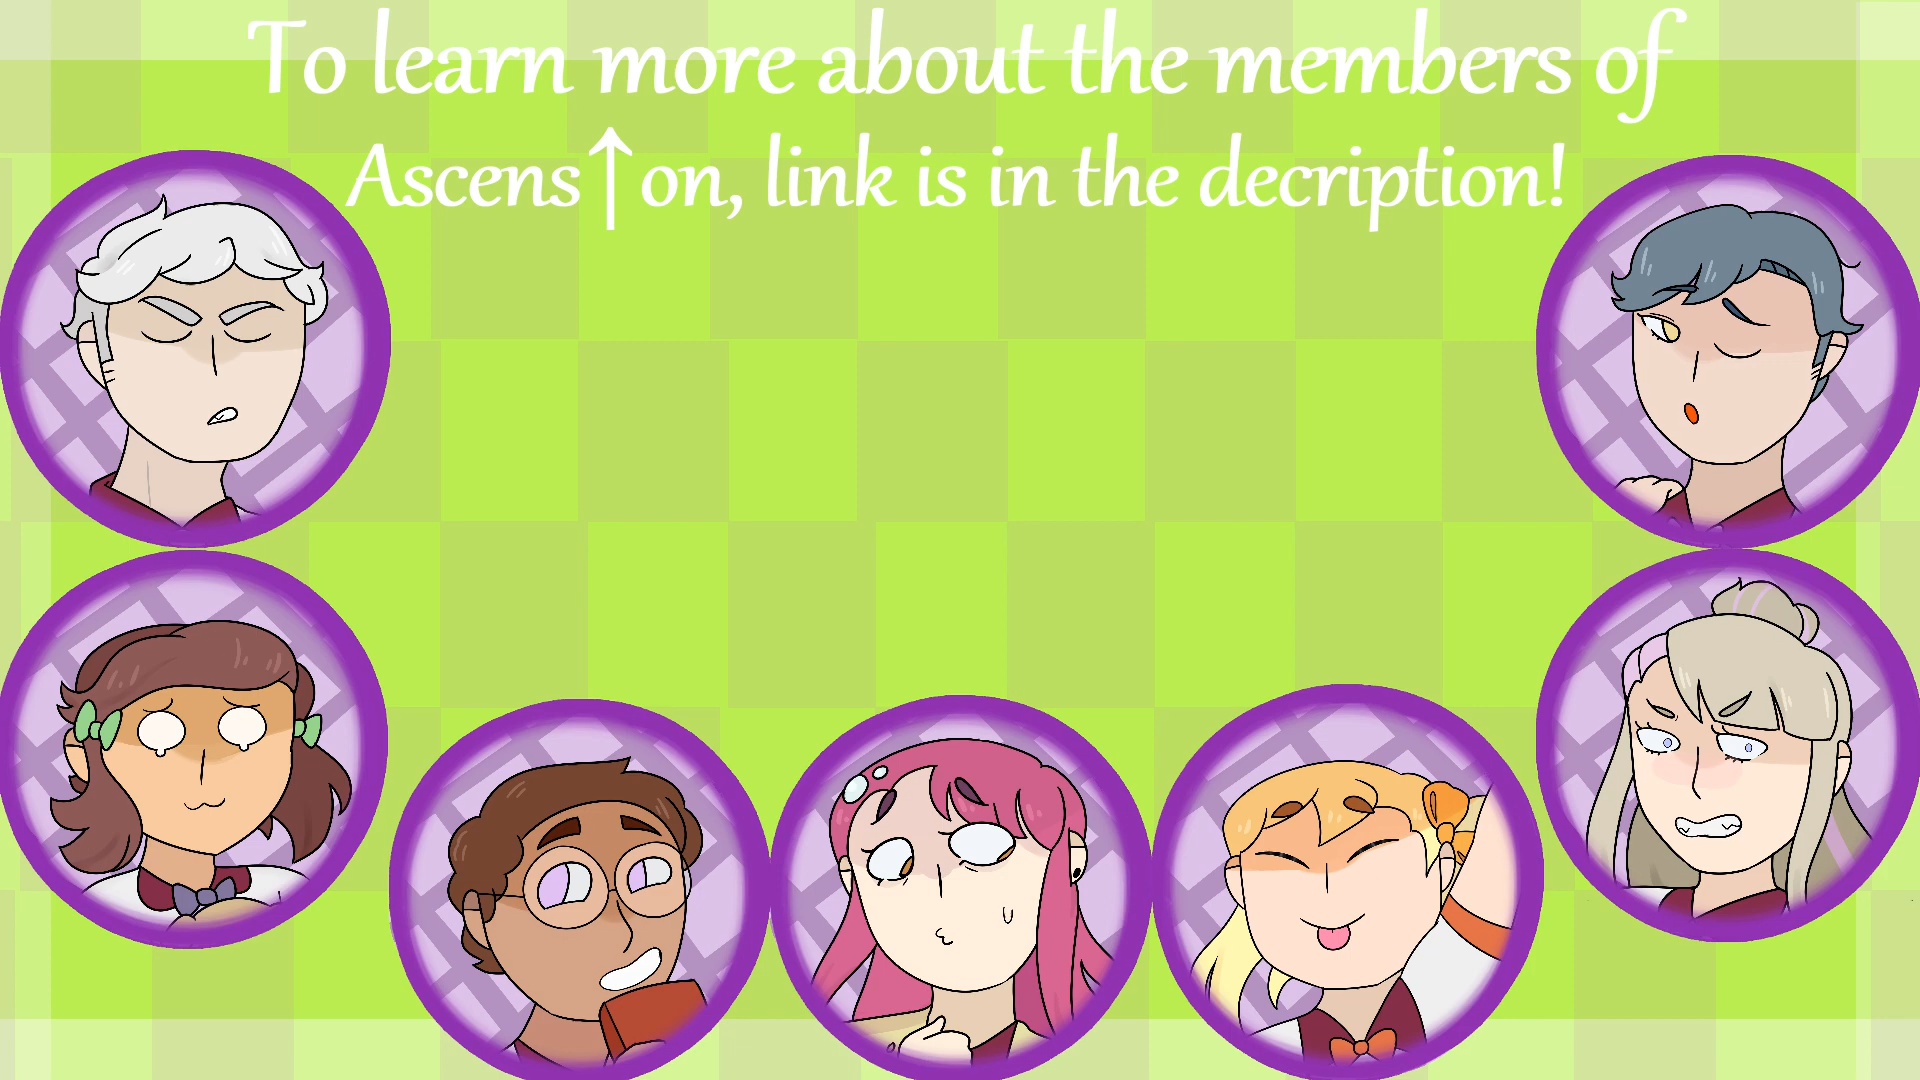 To learn more about the members of
Ascens↑on, link is in the decription!